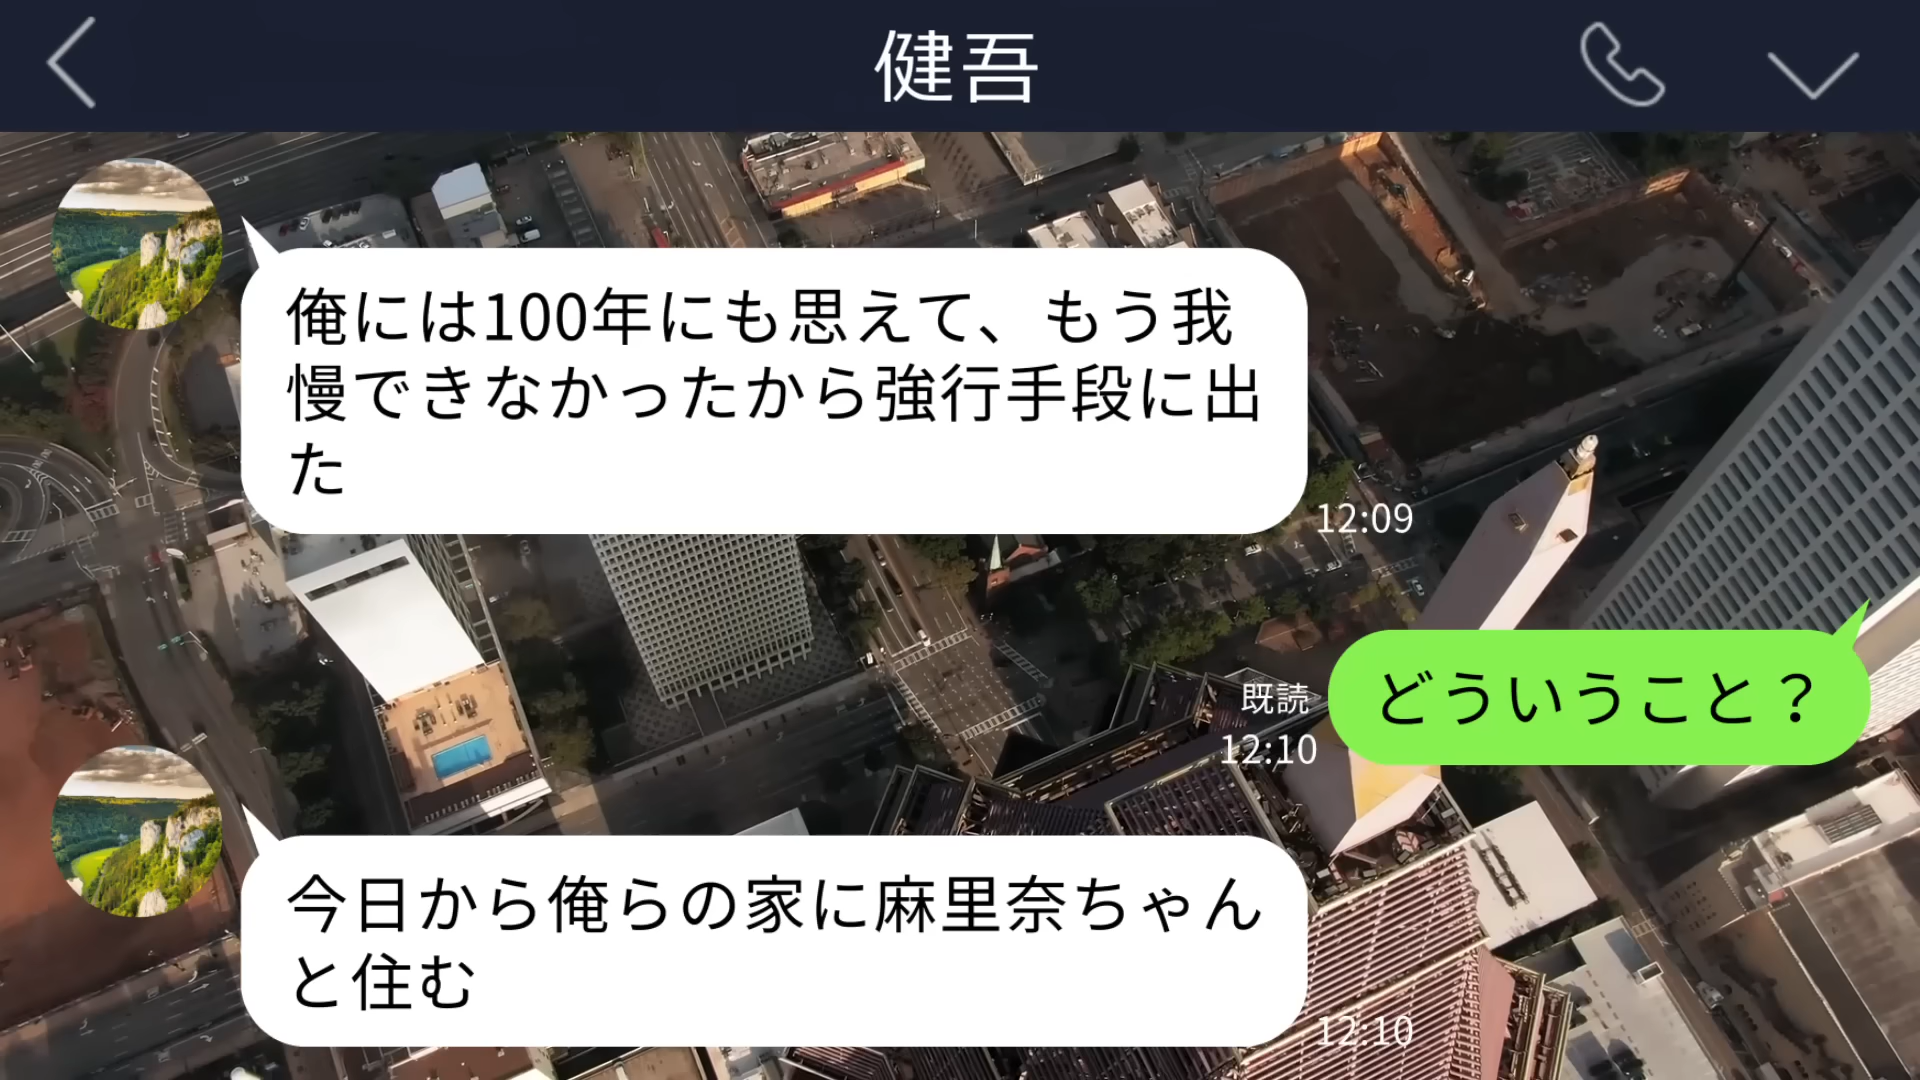 健吾
俺には100年にも思えて、もう我
慢できなかったから強行手段に出
た
12:09
どういうこと？
既読
12:10
今日から俺らの家に麻里奈ちゃん
と住む
12:10